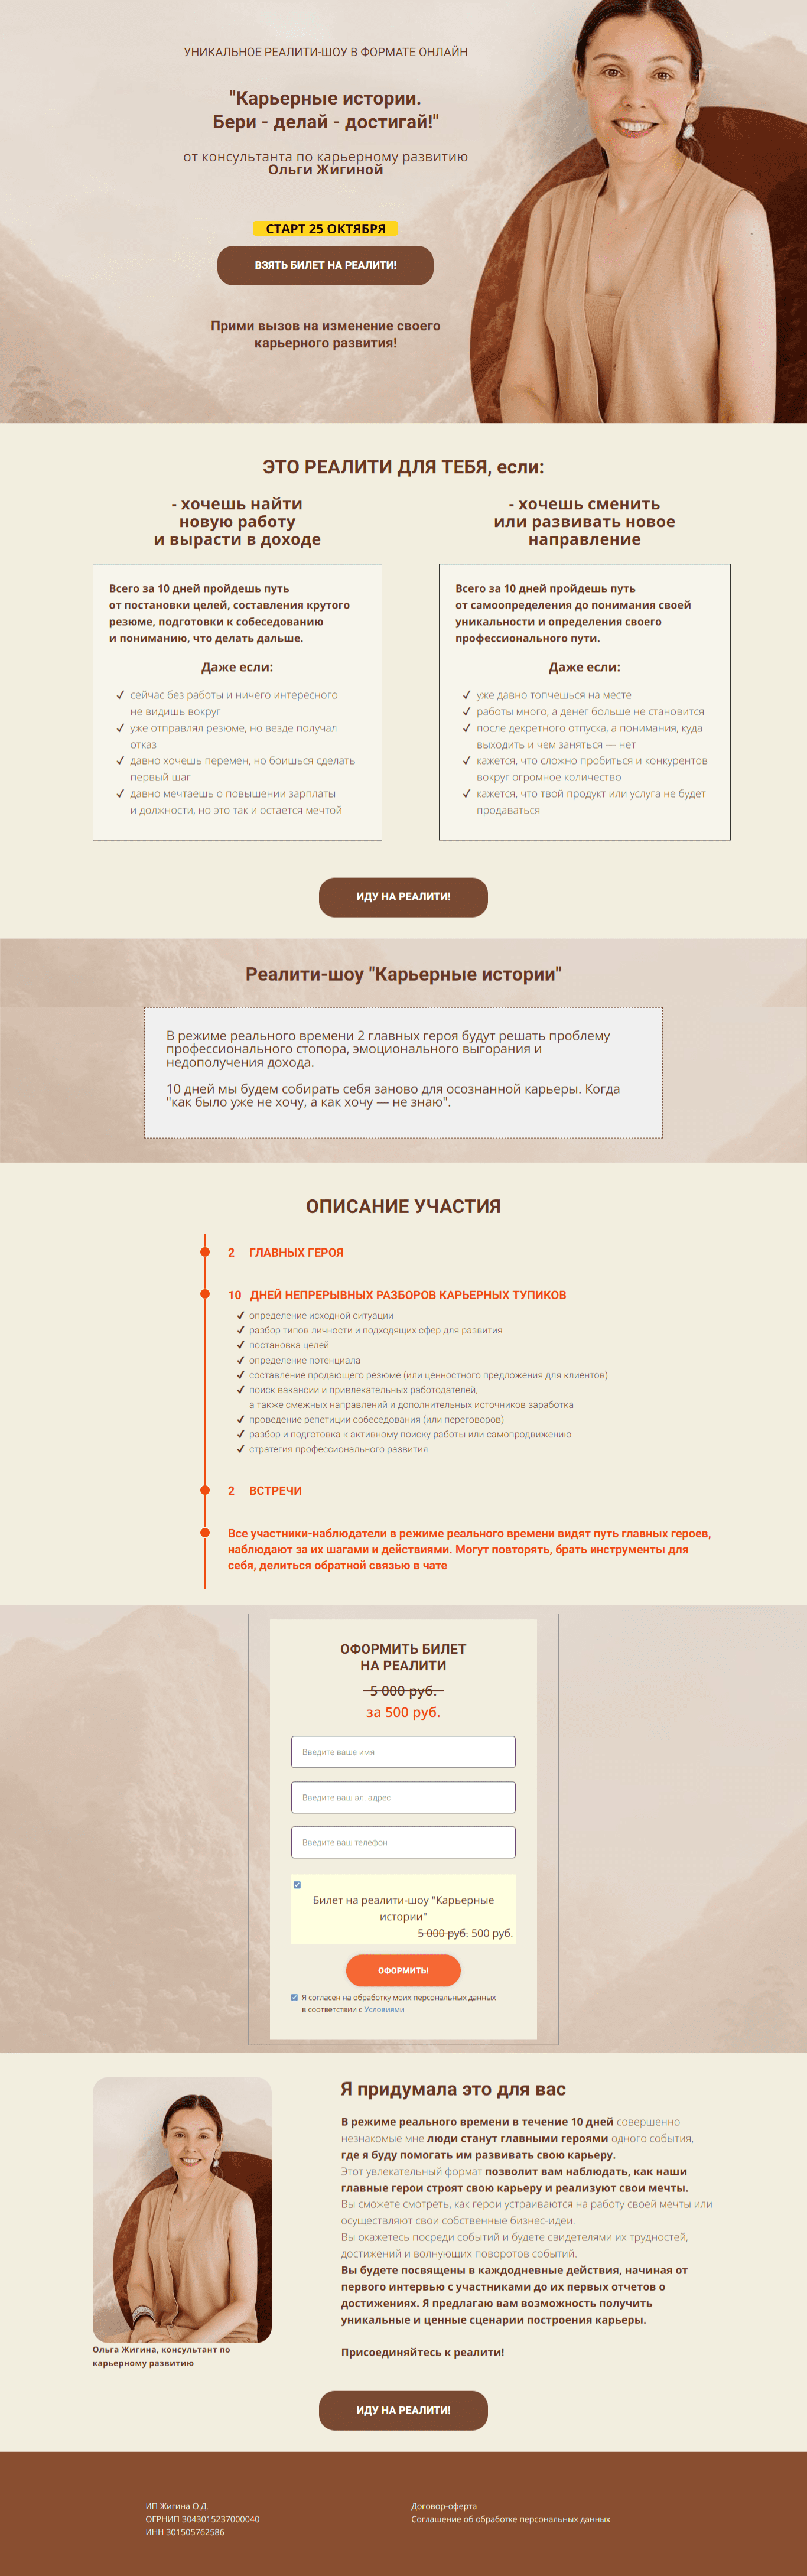 УНИКАЛЬНОЕ РЕАЛИТИ-ШОУ В ФОРМАТЕ ОНЛАЙН
"Карьерные истории.
Бери - делай - достигай!"
от консультанта по карьерному развитию
Ольги Жигиной
СТАРТ 25 ОКТЯБРЯ
ВЗЯТЬ БИЛЕТ НА РЕАЛИТИ!
Прими вызов на изменение своего
карьерного развития!
ЭТО РЕАЛИТИ ДЛЯ ТЕБЯ, если:
- хочешь найти
новую работу
и вырасти в доходе
Всего за 10 дней пройдешь путь
от постановки целей, составления крутого
резюме, подготовки к собеседованию
и пониманию, что делать дальше.
Даже если:
сейчас без работы и ничего интересного
не видишь вокруг
уже отправлял резюме, но везде получал
отказ
давно хочешь перемен, но боишься сделать
первый шаг
давно мечтаешь о повышении зарплаты
и должности, но это так и остается мечтой
- хочешь сменить
или развивать новое
направление
Всего за 10 дней пройдешь путь
от самоопределения до понимания своей
уникальности и определения своего
профессионального пути.
Даже если:
уже давно топчешься на месте
работы много, а денег больше не становится
после декретного отпуска, а понимания, куда
выходить и чем заняться — нет
кажется, что сложно пробиться и конкурентов
вокруг огромное количество
кажется, что твой продукт или услуга не будет
продаваться
ИДУ НА РЕАЛИТИ!
Реалити-шоу "Карьерные истории"
В режиме реального времени 2 главных героя будут решать проблему
профессионального стопора, эмоционального выгорания и
недополучения дохода.
10 дней мы будем собирать себя заново для осознанной карьеры. Когда
"как было уже не хочу, а как хочу — не знаю".
ОПИСАНИЕ УЧАСТИЯ
2 ГЛАВНЫХ ГЕРОЯ
10 ДНЕЙ НЕПРЕРЫВНЫХ РАЗБОРОВ КАРЬЕРНЫХ ТУПИКОВ
определение исходной ситуации
разбор типов личности и подходящих сфер для развития
постановка целей
определение потенциала
составление продающего резюме (или ценностного предложения для клиентов)
поиск вакансии и привлекательных работодателей,
а также смежных направлений и дополнительных источников заработка
проведение репетиции собеседования (или переговоров)
разбор и подготовка к активному поиску работы или самопродвижению
стратегия профессионального развития
2 ВСТРЕЧИ
Все участники-наблюдатели в режиме реального времени видят путь главных героев,
наблюдают за их шагами и действиями. Могут повторять, брать инструменты для
себя, делиться обратной связью в чате
ОФОРМИТЬ БИЛЕТ
НА РЕАЛИТИ
5 000 руб.
за 500 руб.
Введите ваше имя
Введите ваш эл. адрес
Введите ваш телефон
Билет на реалити-шоу "Карьерные
истории"
5 000 руб. 500 руб.
ОФОРМИТЬ!
Я согласен на обработку моих персональных данных
в соответствии с Условиями
Ольга Жигина, консультант по
карьерному развитию
Я придумала это для вас
В режиме реального времени в течение 10 дней совершенно
незнакомые мне люди станут главными героями одного события,
где я буду помогать им развивать свою карьеру.
Этот увлекательный формат позволит вам наблюдать, как наши
главные герои строят свою карьеру и реализуют свои мечты.
Вы сможете смотреть, как герои устраиваются на работу своей мечты или
осуществляют свои собственные бизнес-идеи.
Вы окажетесь посреди событий и будете свидетелями их трудностей,
достижений и волнующих поворотов событий.
Вы будете посвящены в каждодневные действия, начиная от
первого интервью с участниками до их первых отчетов о
достижениях. Я предлагаю вам возможность получить
уникальные и ценные сценарии построения карьеры.
Присоединяйтесь к реалити!
ИДУ НА РЕАЛИТИ!
ИП Жигина О.Д.
ОГРНИП 3043015237000040
ИНН 301505762586
Договор-оферта
Соглашение об обработке персональных данных